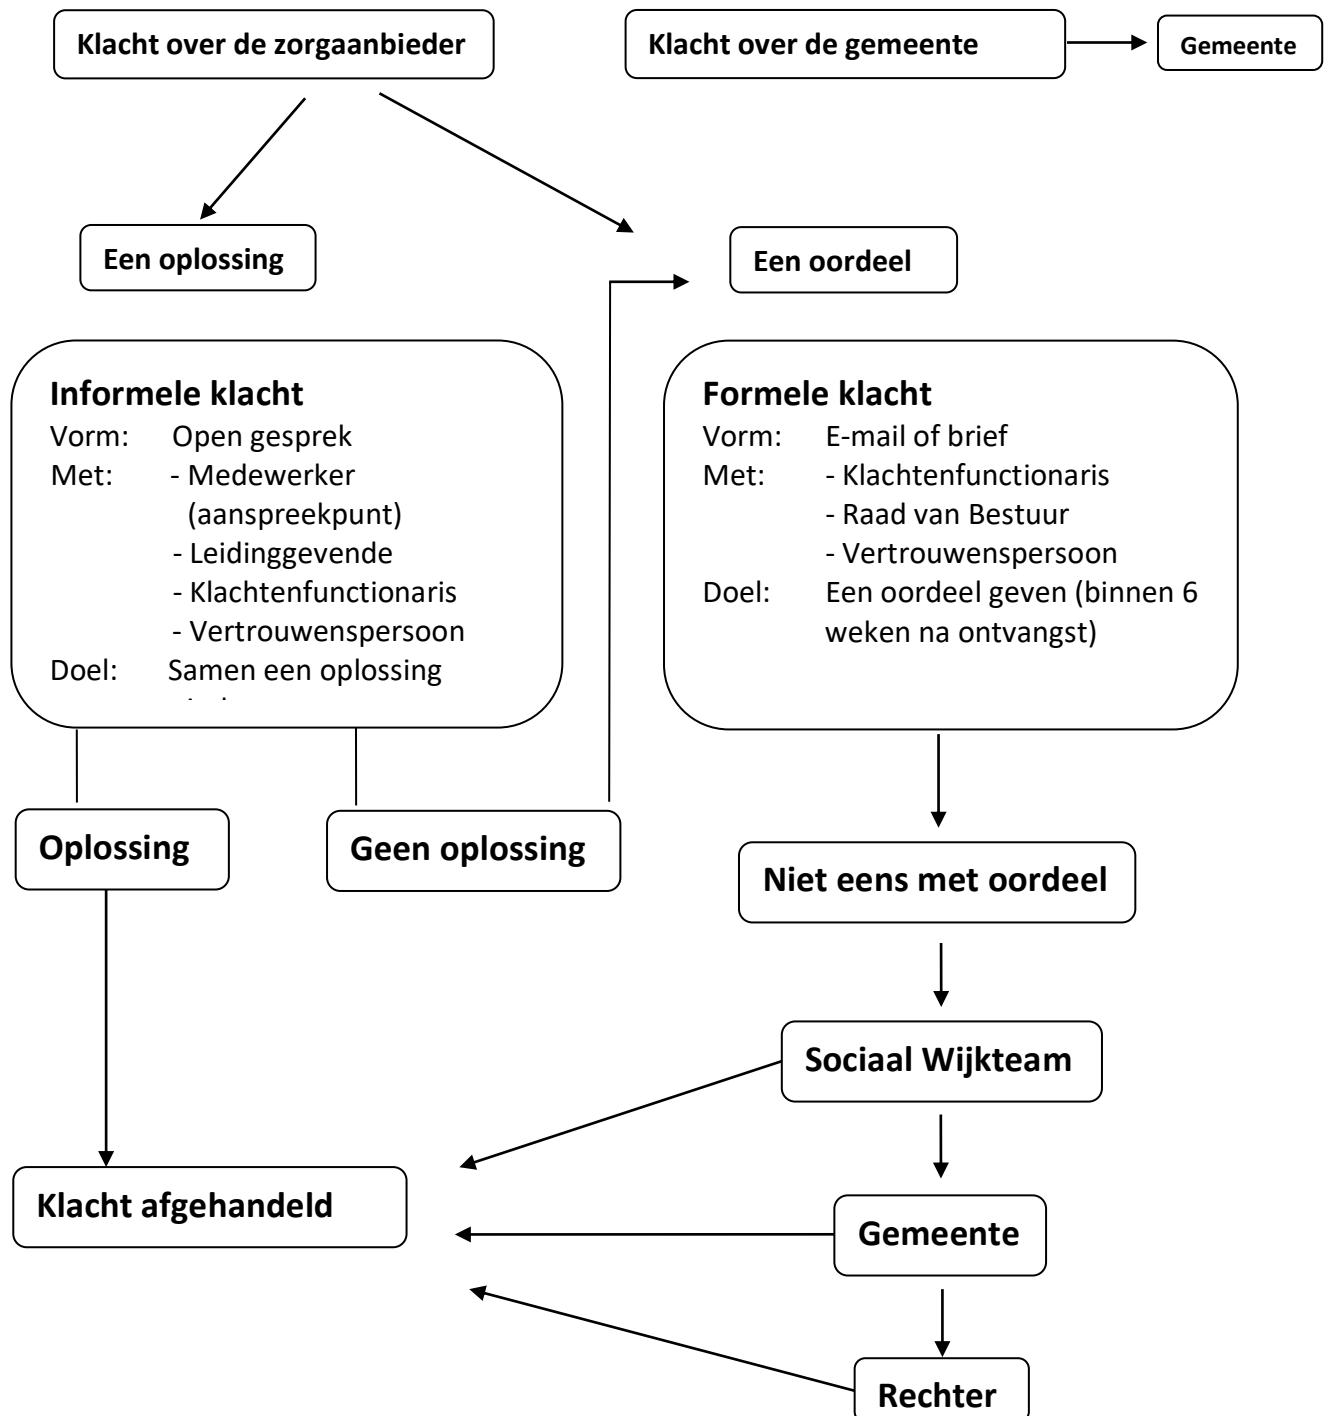 Klacht over de zorgaanbieder
Klacht over de gemeente
Gemeente
Een oplossing
Een oordeel
Informele klacht
Vorm: Open gesprek
Met: - Medewerker
(aanspreekpunt)
- Leidinggevende
- Klachtenfunctionaris
- Vertrouwenspersoon
Doel: Samen een oplossing
Formele klacht
Vorm: E-mail of brief
Met: - Klachtenfunctionaris
- Raad van Bestuur
- Vertrouwenspersoon
Doel: Een oordeel geven (binnen 6
weken na ontvangst)
Oplossing
Geen oplossing
Niet eens met oordeel
Sociaal Wijkteam
Klacht afgehandeld
Gemeente
Rechter